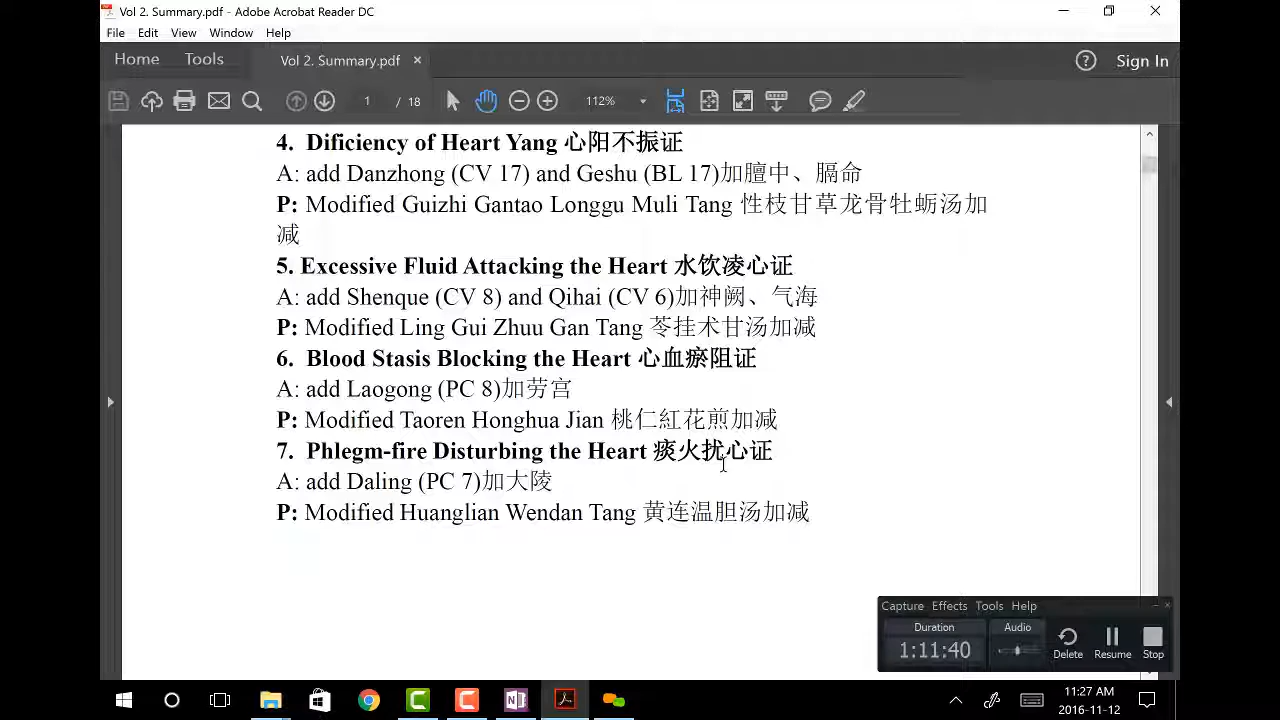 Vol 2. Summary.pdf - Adobe Acrobat Reader DC
File Edit View Window Help
Home Tools Vol 2. Summary.pdf × Sign In
1 / 18 112%
4. Dificiency of Heart Yang 心阳不振证
A: add Danzhong (CV 17) and Geshu (BL 17)加膻中、膈命
P: Modified Guizhi Gantao Longgu Muli Tang 性枝甘草龙骨牡蛎汤加
减
5. Excessive Fluid Attacking the Heart 水饮凌心证
A: add Shenque (CV 8) and Qihai (CV 6)加神阙、气海
P: Modified Ling Gui Zhuu Gan Tang 苓挂术甘汤加减
6. Blood Stasis Blocking the Heart 心血瘀阻证
A: add Laogong (PC 8)加劳宫
P: Modified Taoren Honghua Jian 桃仁紅花煎加减
7. Phlegm-fire Disturbing the Heart 痰火扰心证
A: add Daling (PC 7)加大陵
P: Modified Huanglian Wendan Tang 黄连温胆汤加减
Capture Effects Tools Help
Duration Audio
1:11:40
Delete Resume Stop
11:27 AM
2016-11-12